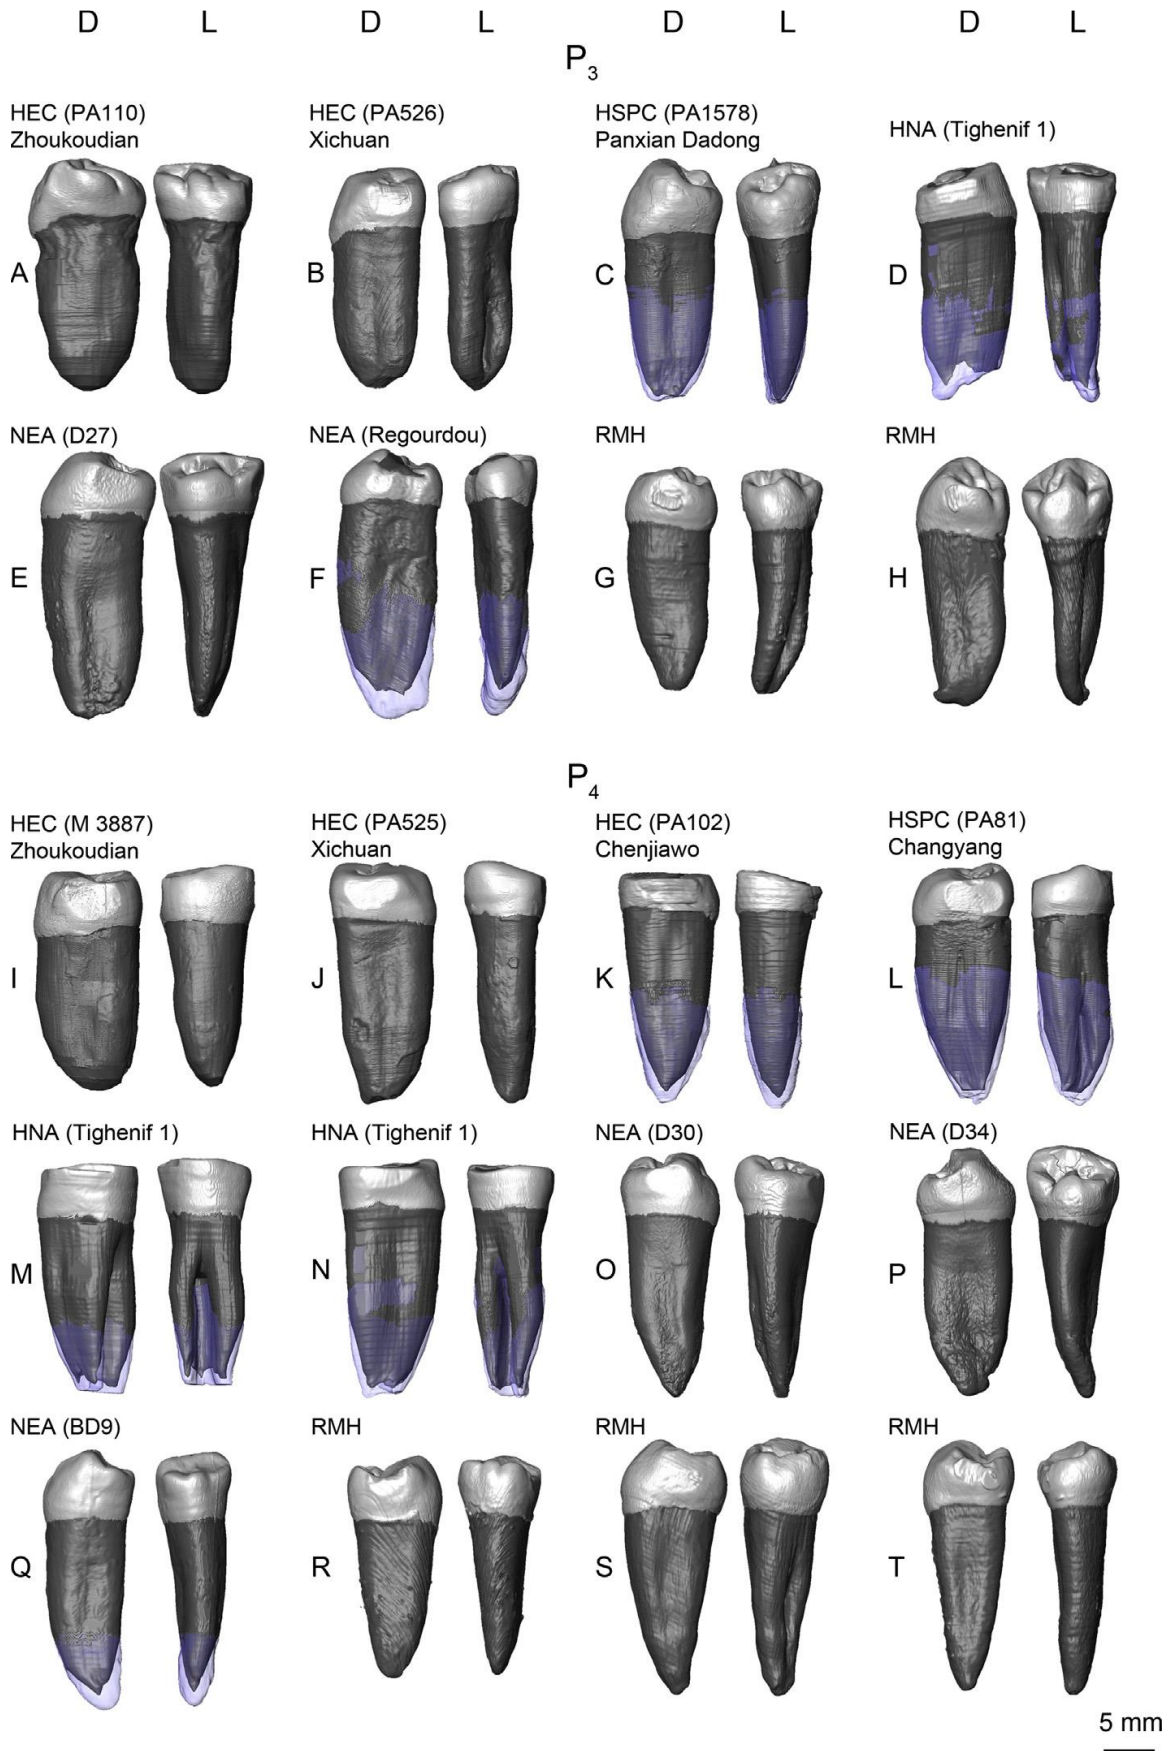 D L D L D L D L
P3
HEC (PA110)
Zhoukoudian
HEC (PA526)
Xichuan
HSPC (PA1578)
Panxian Dadong
HNA (Tighenif 1)
A
B
C
D
NEA (D27)
NEA (Regourdou)
RMH
RMH
E
F
G
H
P4
HEC (M 3887)
Zhoukoudian
HEC (PA525)
Xichuan
HEC (PA102)
Chenjiawo
HSPC (PA81)
Changyang
I
J
K
L
HNA (Tighenif 1)
HNA (Tighenif 1)
NEA (D30)
NEA (D34)
M
N
O
P
NEA (BD9)
RMH
RMH
RMH
Q
R
S
T
5 mm